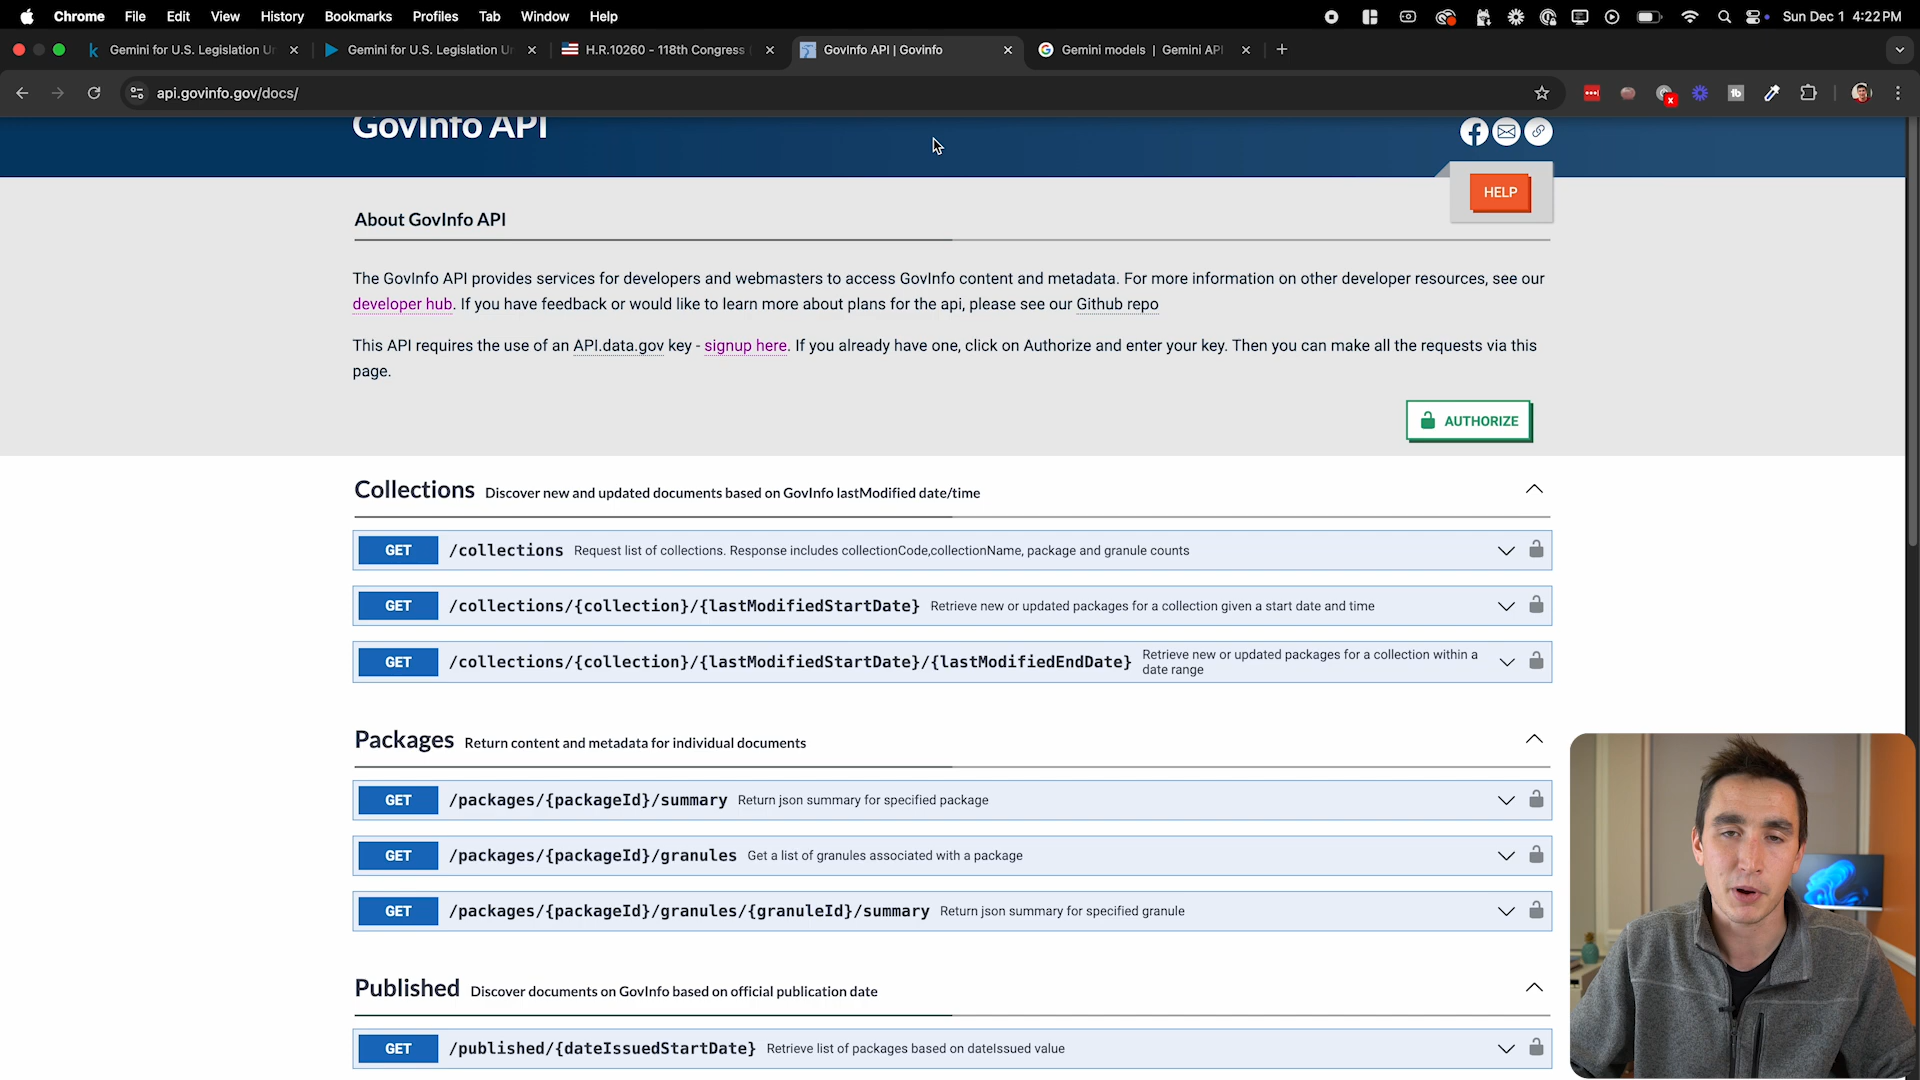 Chrome File Edit View History Bookmarks Profiles Tab Window Help
Sun Dec 1 4:22 PM
Gemini for U.S. Legislation Un
Gemini for U.S. Legislation Un
H.R.10260 - 118th Congress (
GovInfo API | GovInfo
Gemini models | Gemini API
api.govinfo.gov/docs/
GovInfo API
HELP
About GovInfo API
The GovInfo API provides services for developers and webmasters to access GovInfo content and metadata. For more information on other developer resources, see our
developer hub. If you have feedback or would like to learn more about plans for the api, please see our Github repo
This API requires the use of an API.data.gov key - signup here. If you already have one, click on Authorize and enter your key. Then you can make all the requests via this
page.
AUTHORIZE
Collections Discover new and updated documents based on GovInfo lastModified date/time
GET /collections Request list of collections. Response includes collectionCode,collectionName, package and granule counts
GET /collections/{collection}/{lastModifiedStartDate} Retrieve new or updated packages for a collection given a start date and time
GET /collections/{collection}/{lastModifiedStartDate}/{lastModifiedEndDate} Retrieve new or updated packages for a collection within a
date range
Packages Return content and metadata for individual documents
GET /packages/{packageId}/summary Return json summary for specified package
GET /packages/{packageId}/granules Get a list of granules associated with a package
GET /packages/{packageId}/granules/{granuleId}/summary Return json summary for specified granule
Published Discover documents on GovInfo based on official publication date
GET /published/{dateIssuedStartDate} Retrieve list of packages based on dateIssued value